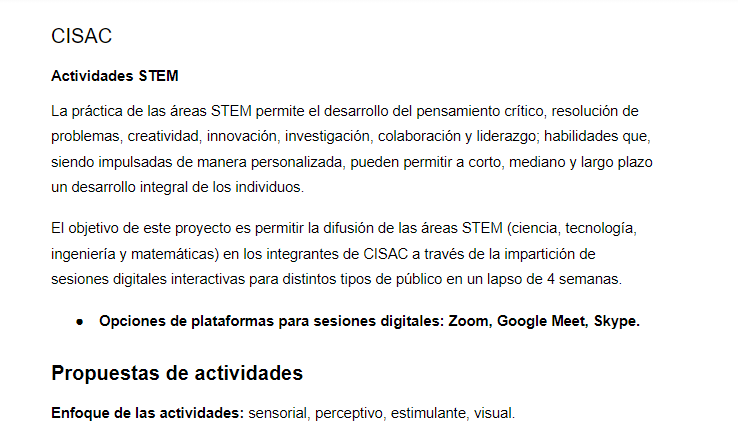 CISAC
Actividades STEM
La práctica de las áreas STEM permite el desarrollo del pensamiento crítico, resolución de
problemas, creatividad, innovación, investigación, colaboración y liderazgo; habilidades que,
siendo impulsadas de manera personalizada, pueden permitir a corto, mediano y largo plazo
un desarrollo integral de los individuos.
El objetivo de este proyecto es permitir la difusión de las áreas STEM (ciencia, tecnología,
ingeniería y matemáticas) en los integrantes de CISAC a través de la impartición de
sesiones digitales interactivas para distintos tipos de público en un lapso de 4 semanas.
● Opciones de plataformas para sesiones digitales: Zoom, Google Meet, Skype.
Propuestas de actividades
Enfoque de las actividades: sensorial, perceptivo, estimulante, visual.